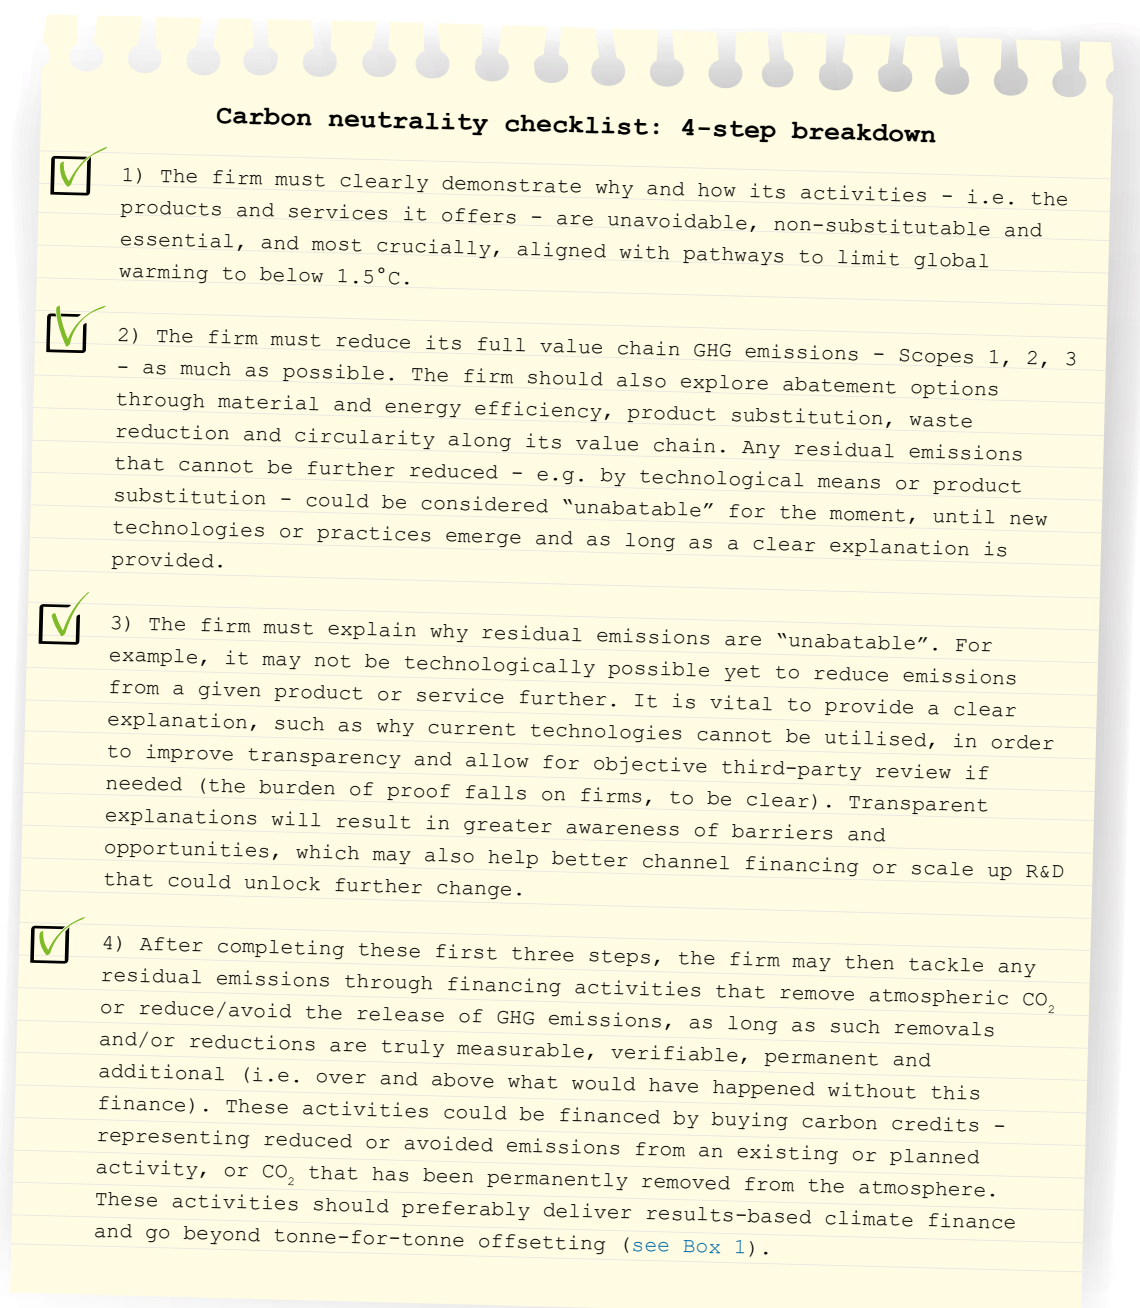 Carbon neutrality checklist: 4-step breakdown
1) The firm must clearly demonstrate why and how its activities - i.e. the
products and services it offers - are unavoidable, non-substitutable and
essential, and most crucially, aligned with pathways to limit global
warming to below 1.5°C.
2) The firm must reduce its full value chain GHG emissions - Scopes 1, 2, 3
- as much as possible. The firm should also explore abatement options
through material and energy efficiency, product substitution, waste
reduction and circularity along its value chain. Any residual emissions
that cannot be further reduced - e.g. by technological means or product
substitution - could be considered “unabatable” for the moment, until new
technologies or practices emerge and as long as a clear explanation is
provided.
3) The firm must explain why residual emissions are “unabatable”. For
example, it may not be technologically possible yet to reduce emissions
from a given product or service further. It is vital to provide a clear
explanation, such as why current technologies cannot be utilised, in order
to improve transparency and allow for objective third-party review if
needed (the burden of proof falls on firms, to be clear). Transparent
explanations will result in greater awareness of barriers and
opportunities, which may also help better channel financing or scale up R&D
that could unlock further change.
4) After completing these first three steps, the firm may then tackle any
residual emissions through financing activities that remove atmospheric CO₂
or reduce/avoid the release of GHG emissions, as long as such removals
and/or reductions are truly measurable, verifiable, permanent and
additional (i.e. over and above what would have happened without this
finance). These activities could be financed by buying carbon credits -
representing reduced or avoided emissions from an existing or planned
activity, or CO₂ that has been permanently removed from the atmosphere.
These activities should preferably deliver results-based climate finance
and go beyond tonne-for-tonne offsetting (see Box 1).